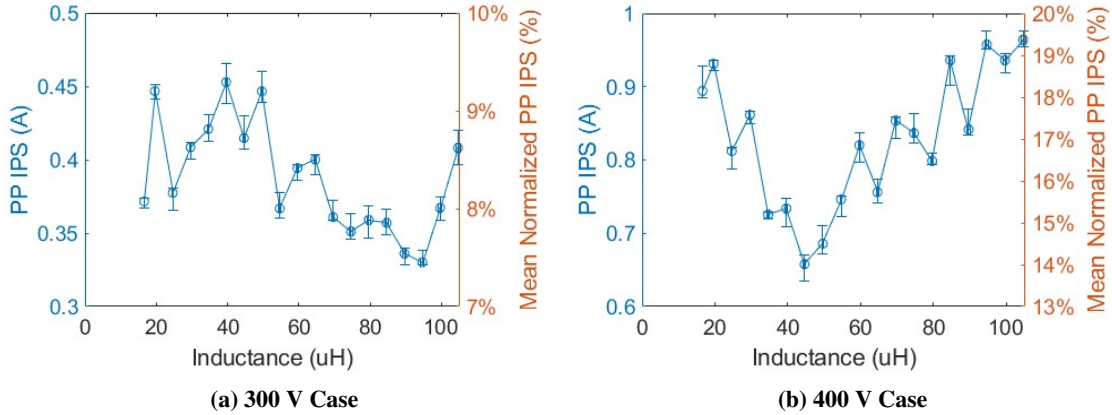 0.5
0.45
0.4
0.35
0.3
PP IPS (A)
0 20 40 60 80 100
Inductance (uH)
10%
9%
8%
7%
Mean Normalized PP IPS (%)
(a) 300 V Case
1
0.9
0.8
0.7
0.6
PP IPS (A)
0 20 40 60 80 100
Inductance (uH)
20%
19%
18%
17%
16%
15%
14%
13%
Mean Normalized PP IPS (%)
(b) 400 V Case